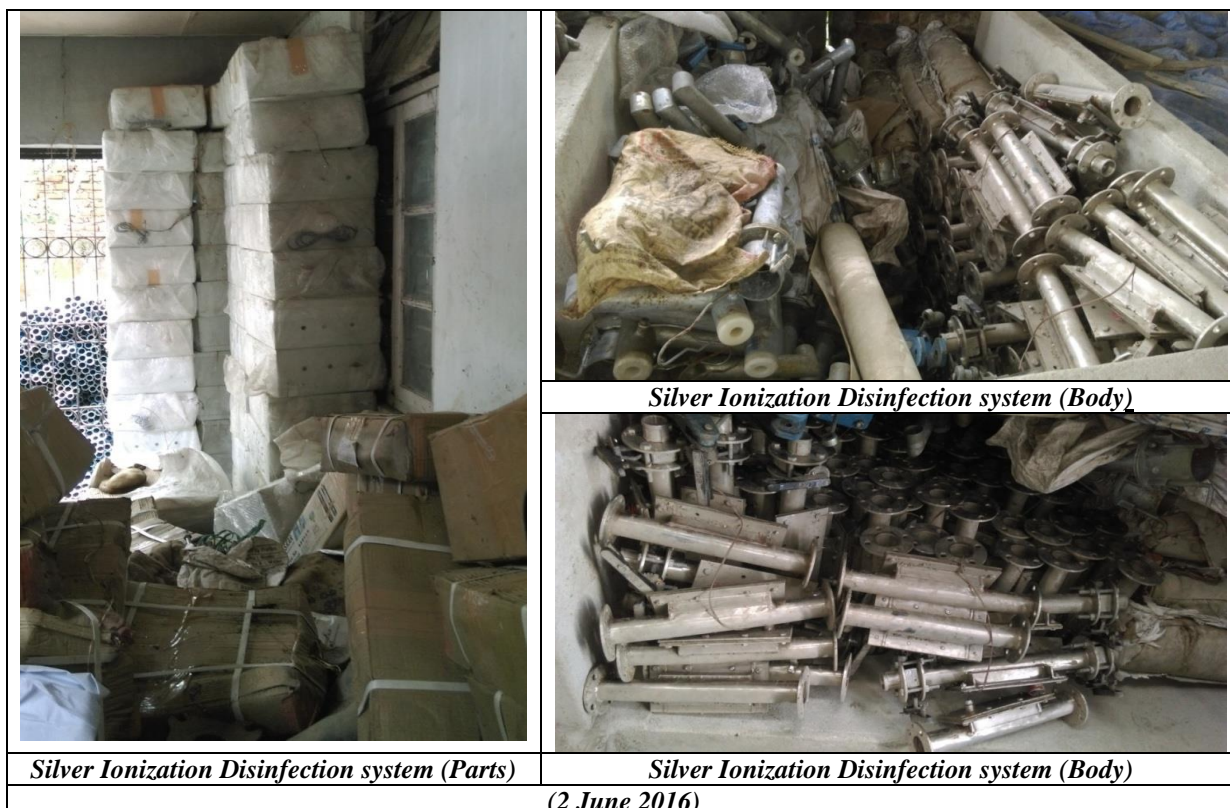 Silver Ionization Disinfection system (Body)
Silver Ionization Disinfection system (Parts)
Silver Ionization Disinfection system (Body)
(2 June 2016)